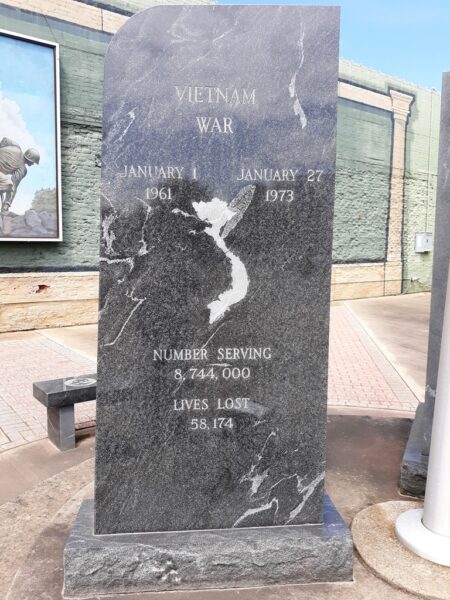 VIETNAM
WAR
JANUARY 1 JANUARY 27
1961 1973
NUMBER SERVING
8,744,000
LIVES LOST
58,174